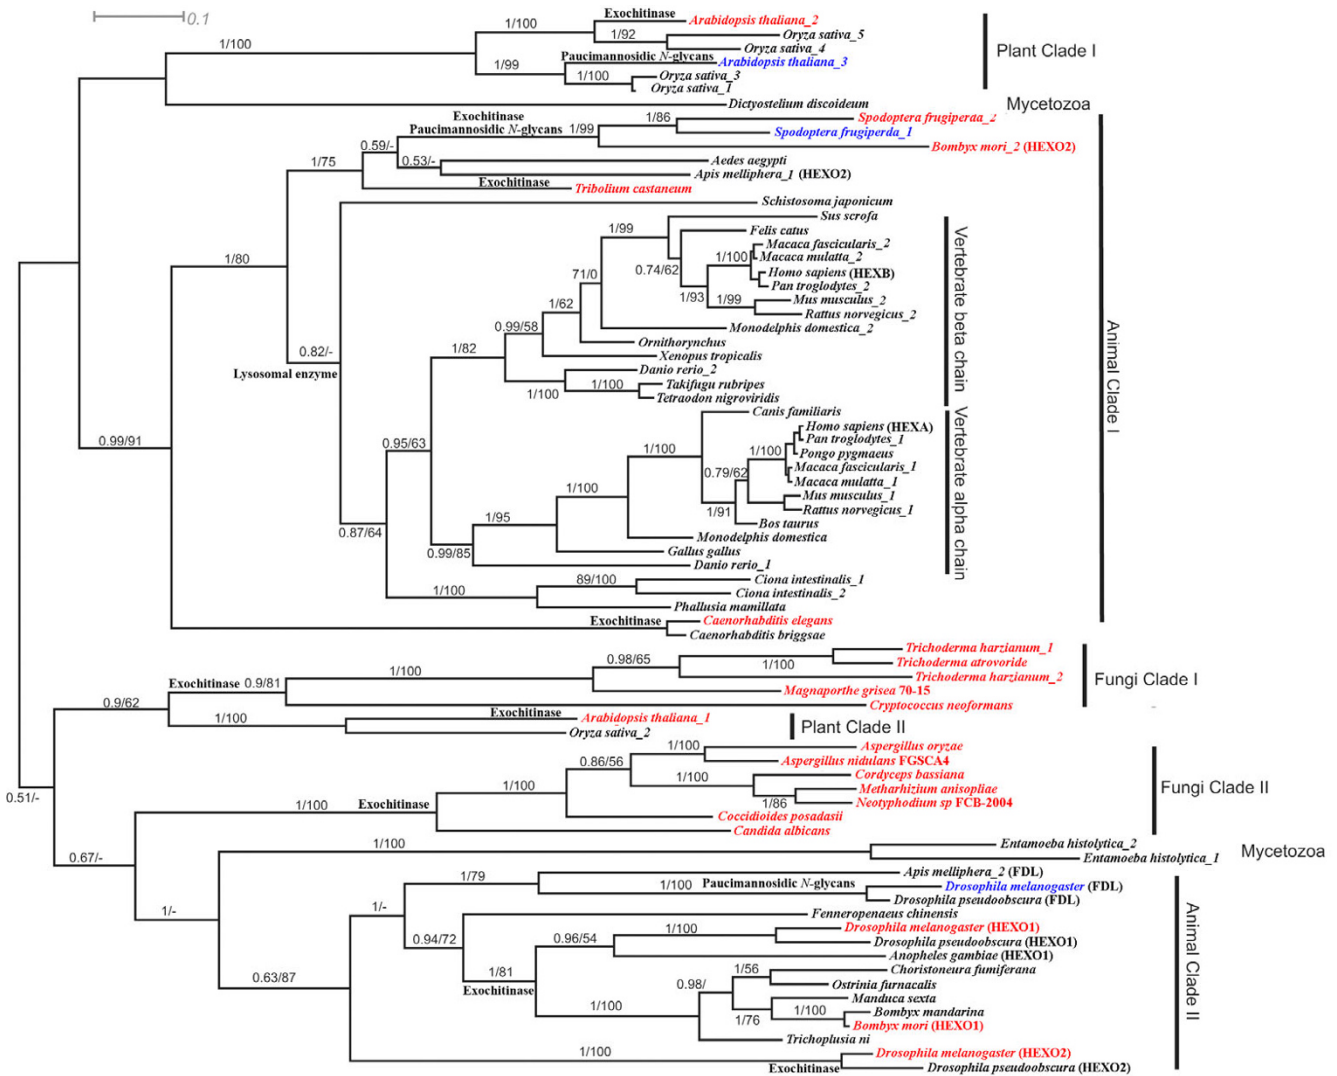 0.1
Exochitinase
Arabidopsis thaliana_2
1/100
1/92
Oryza sativa_5
Oryza sativa_4
1/100
Paucimannosidic N-glycans
Arabidopsis thaliana_3
Plant Clade I
1/99
1/100
Oryza sativa_3
Oryza sativa_1
Dictyostelium discoideum
Mycetozoa
Exochitinase
1/86
Spodoptera frugiperda_2
Paucimannosidic N-glycans
1/99
Spodoptera frugiperda_1
0.59/-
Bombyx mori_2 (HEXO2)
1/75
0.53/-
Aedes aegypti
Apis melliphera_1 (HEXO2)
Exochitinase
Tribolium castaneum
Schistosoma japonicum
Sus scrofa
1/99
Felis catus
Macaca fascicularis_2
1/80
1/100
Macaca mulatta_2
71/0
0.74/62
Homo sapiens (HEXB)
Pan troglodytes_2
1/93
1/99
Mus musculus_2
1/62
Rattus norvegicus_2
0.99/58
Monodelphis domestica_2
Ornithorynchus
1/82
Xenopus tropicalis
0.82/-
Lysosomal enzyme
Danio rerio_2
1/100
1/100
Takifugu rubripes
Tetraodon nigroviridis
Vertebrate beta chain
Animal Clade I
Canis familiaris
Homo sapiens (HEXA)
0.99/91
0.95/63
1/100
1/100
Pan troglodytes_1
Pongo pygmaeus
0.79/62
Macaca fascicularis_1
Macaca mulatta_1
1/100
Mus musculus_1
1/91
Rattus norvegicus_1
1/95
Bos taurus
0.87/64
Monodelphis domestica
0.99/85
Gallus gallus
Danio rerio_1
Vertebrate alpha chain
89/100
Ciona intestinalis_1
1/100
Ciona intestinalis_2
Phallusia mamillata
Exochitinase
Caenorhabditis elegans
Caenorhabditis briggsae
Trichoderma harzianum_1
0.98/65
1/100
Trichoderma atrovoride
1/100
Trichoderma harzianum_2
Fungi Clade I
Exochitinase
0.9/81
Magnaporthe grisea 70-15
0.9/62
Cryptococcus neoformans
1/100
Exochitinase
Arabidopsis thaliana_1
Oryza sativa_2
Plant Clade II
1/100
Aspergillus oryzae
0.86/56
Aspergillus nidulans FGSCA4
1/100
Cordyceps bassiana
1/100
Metharhizium anisopliae
Fungi Clade II
0.51/-
1/100
Exochitinase
1/86
Neotyphodium sp FCB-2004
Coccidioides posadasii
Candida albicans
1/100
Entamoeba histolytica_2
0.67/-
Entamoeba histolytica_1
Mycetozoa
1/79
Apis melliphera_2 (FDL)
1/100
Paucimannosidic N-glycans
Drosophila melanogaster (FDL)
Drosophila pseudoobscura (FDL)
1/-
1/-
Fenneropenaeus chinensis
0.94/72
0.96/54
1/100
Drosophila melanogaster (HEXO1)
Drosophila pseudoobscura (HEXO1)
Anopheles gambiae (HEXO1)
0.63/87
1/81
1/56
Choristoneura fumiferana
Exochitinase
0.98/
Ostrinia furnacalis
Manduca sexta
1/100
1/76
1/100
Bombyx mandarina
Bombyx mori (HEXO1)
Trichoplusia ni
1/100
Drosophila melanogaster (HEXO2)
Exochitinase
Drosophila pseudoobscura (HEXO2)
Animal Clade II